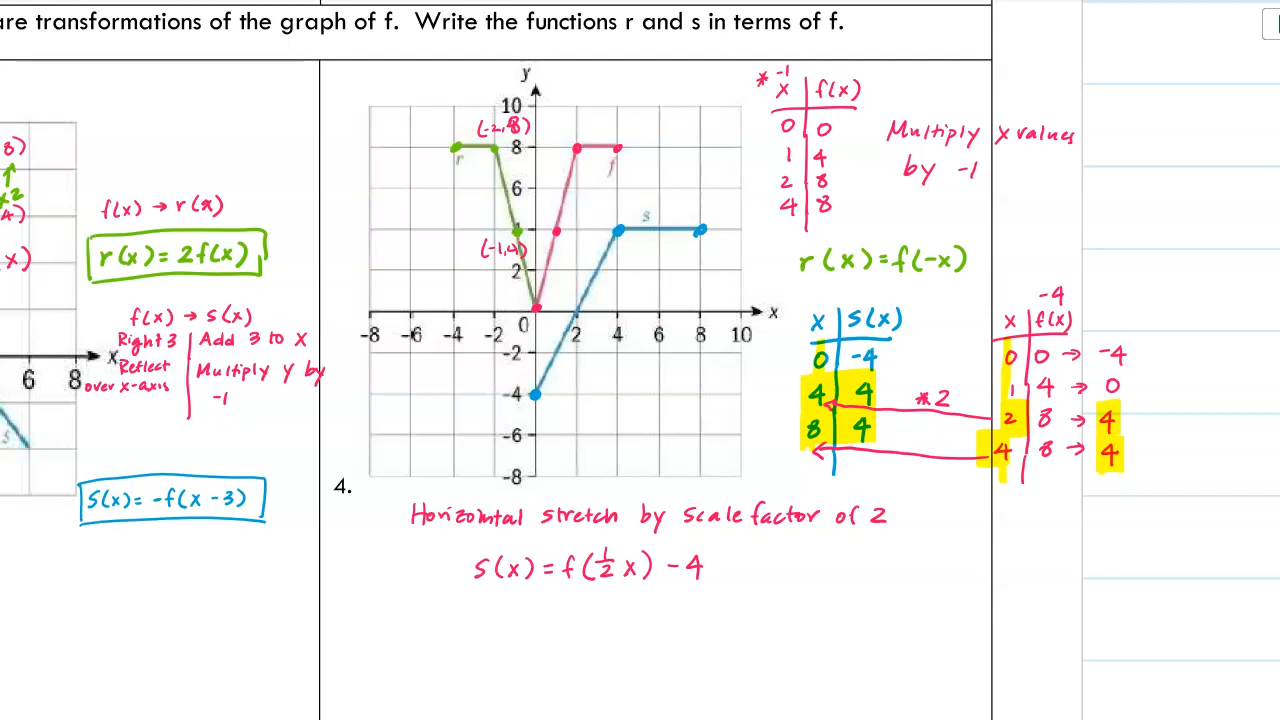 are transformations of the graph of f. Write the functions r and s in terms of f.
8)
x2
4)
x)
f(x) → r(x)
r(x) = 2f(x)
f(x) → s(x)
Right 3 | Add 3 to x
Reflect over x-axis | Multiply y by -1
x
6 8
s
S(x) = -f(x - 3)
4.
y
10
8
6
2
0
-2
-4
-6
-8
-8 -6 -4 -2 2 4 6 8 10 x
(-2,8)
(-1,4)
r
f
s
* -1
x f(x)
0 0
1 4
2 8
4 8
Multiply x values
by -1
r(x) = f(-x)
x S(x)
0 -4
4 4
8 4
*2
-4
x f(x)
0 0 → -4
1 4 → 0
2 8 → 4
4 8 → 4
Horizontal stretch by scale factor of 2
s(x) = f(1/2 x) - 4